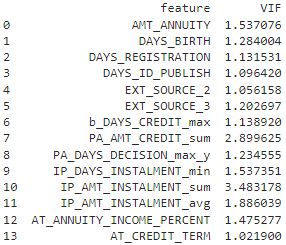 feature VIF
0 AMT_ANNUITY 1.537076
1 DAYS_BIRTH 1.284004
2 DAYS_REGISTRATION 1.131531
3 DAYS_ID_PUBLISH 1.096420
4 EXT_SOURCE_2 1.056158
5 EXT_SOURCE_3 1.202697
6 b_DAYS_CREDIT_max 1.138920
7 PA_AMT_CREDIT_sum 2.899625
8 PA_DAYS_DECISION_max_y 1.234555
9 IP_DAYS_INSTALMENT_min 1.537351
10 IP_AMT_INSTALMENT_sum 3.483178
11 IP_AMT_INSTALMENT_avg 1.886039
12 AT_ANNUITY_INCOME_PERCENT 1.475277
13 AT_CREDIT_TERM 1.021900